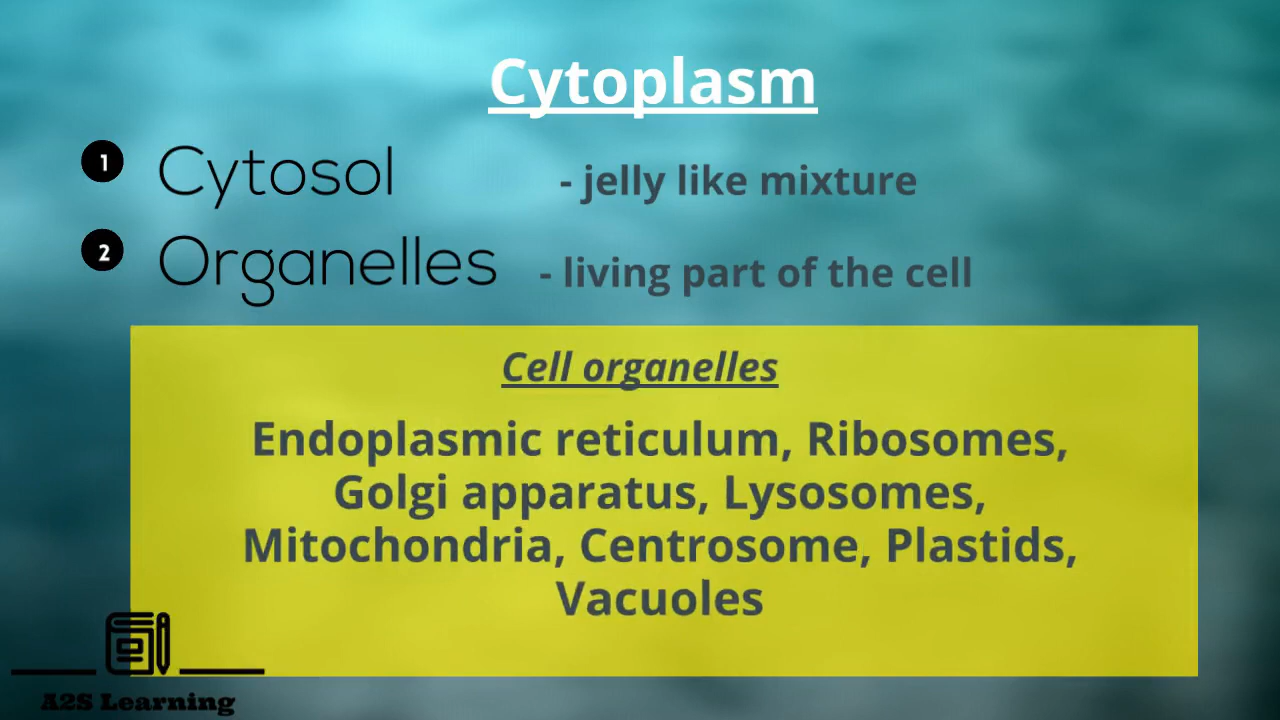 Cytoplasm
1 Cytosol - jelly like mixture
2 Organelles - living part of the cell
Cell organelles
Endoplasmic reticulum, Ribosomes,
Golgi apparatus, Lysosomes,
Mitochondria, Centrosome, Plastids,
Vacuoles
A2S Learning